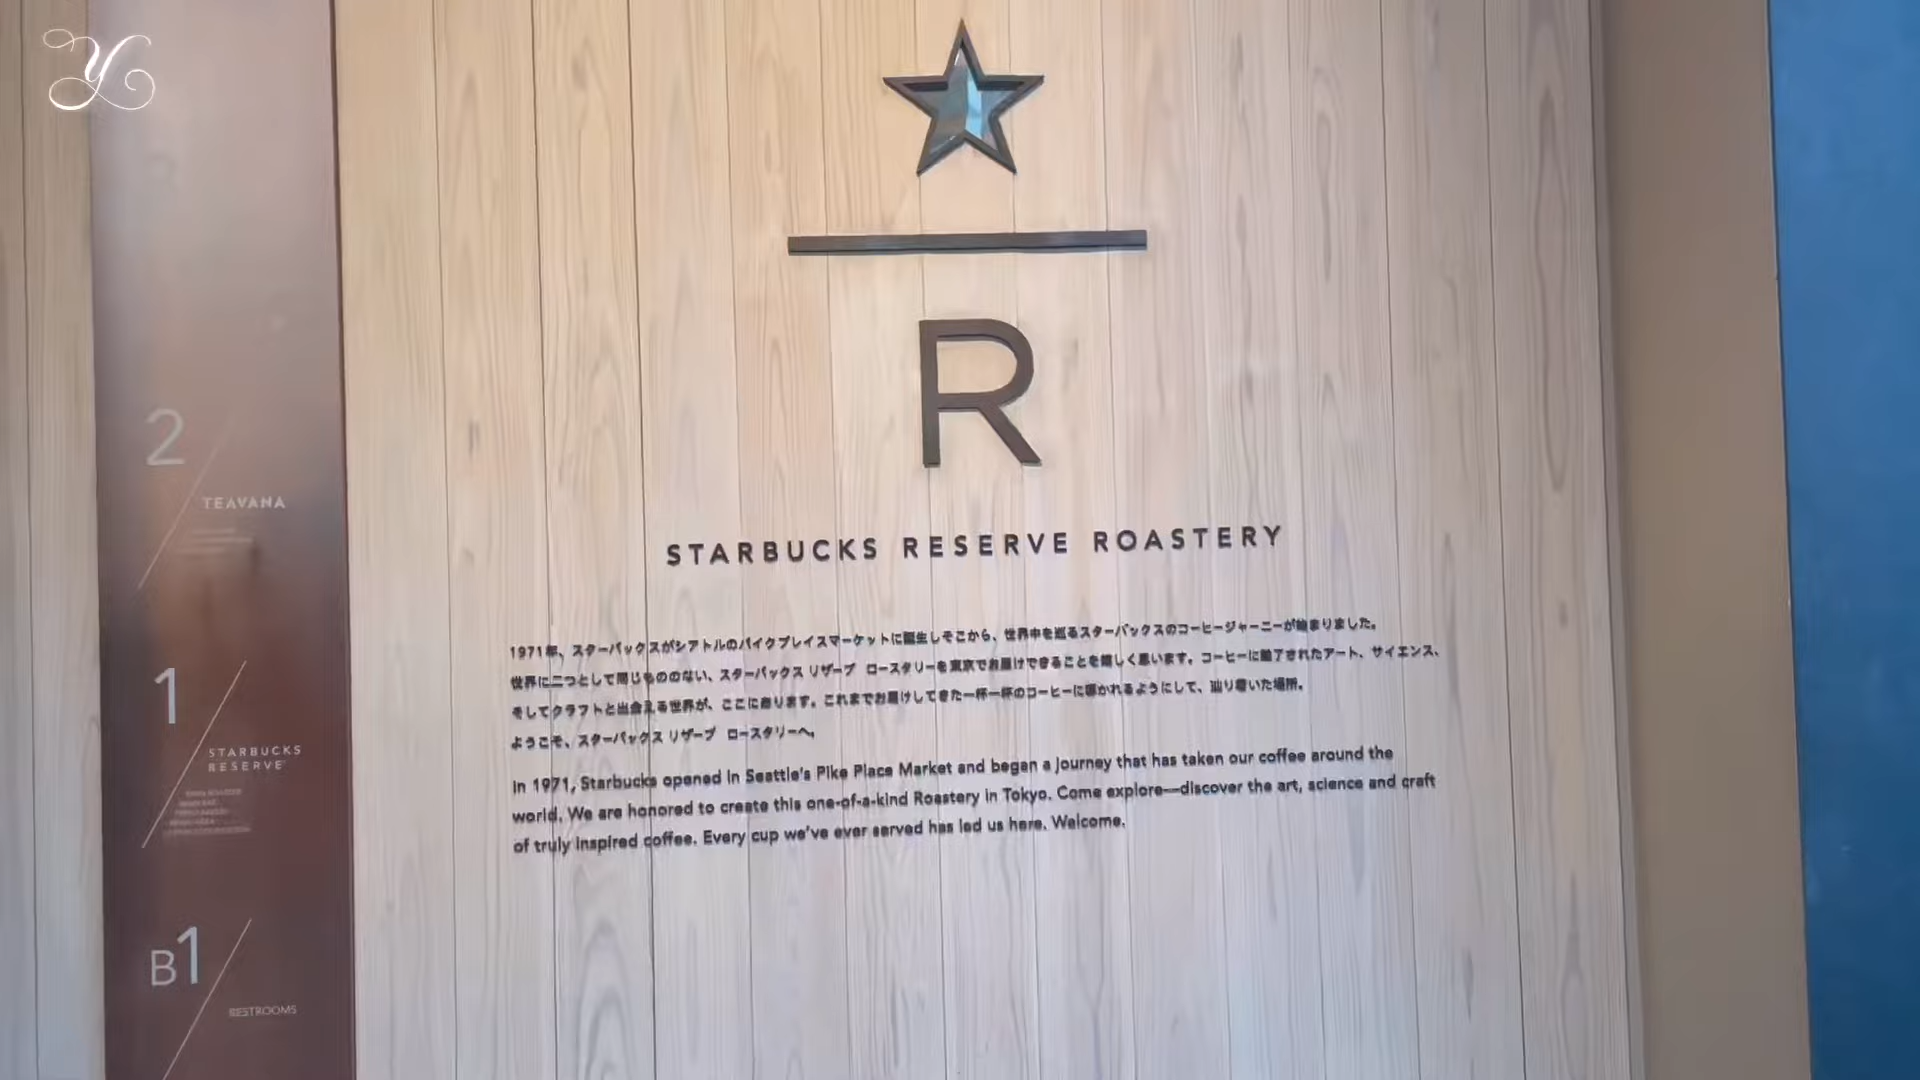 Y
2
TEAVANA
1
STARBUCKS
RESERVE
B1
RESTROOMS
R
STARBUCKS RESERVE ROASTERY
1971年、スターバックスがシアトルのパイクプレイスマーケットに誕生しそこから、世界中を巡るスターバックスのコーヒージャーニーが始まりました。
世界に二つとして同じもののない、スターバックス リザーブ ロースタリーを東京でお届けできることを嬉しく思います。コーヒーに魅了されたアート、サイエンス、
そしてクラフトと出会える世界が、ここに有ります。これまでお届けしてきた一杯一杯のコーヒーに導かれるようにして、辿り着いた場所。
ようこそ、スターバックス リザーブ ロースタリーへ。
In 1971, Starbucks opened in Seattle's Pike Place Market and began a journey that has taken our coffee around the
world. We are honored to create this one-of-a-kind Roastery in Tokyo. Come explore—discover the art, science and craft
of truly inspired coffee. Every cup we've ever served has led us here. Welcome.